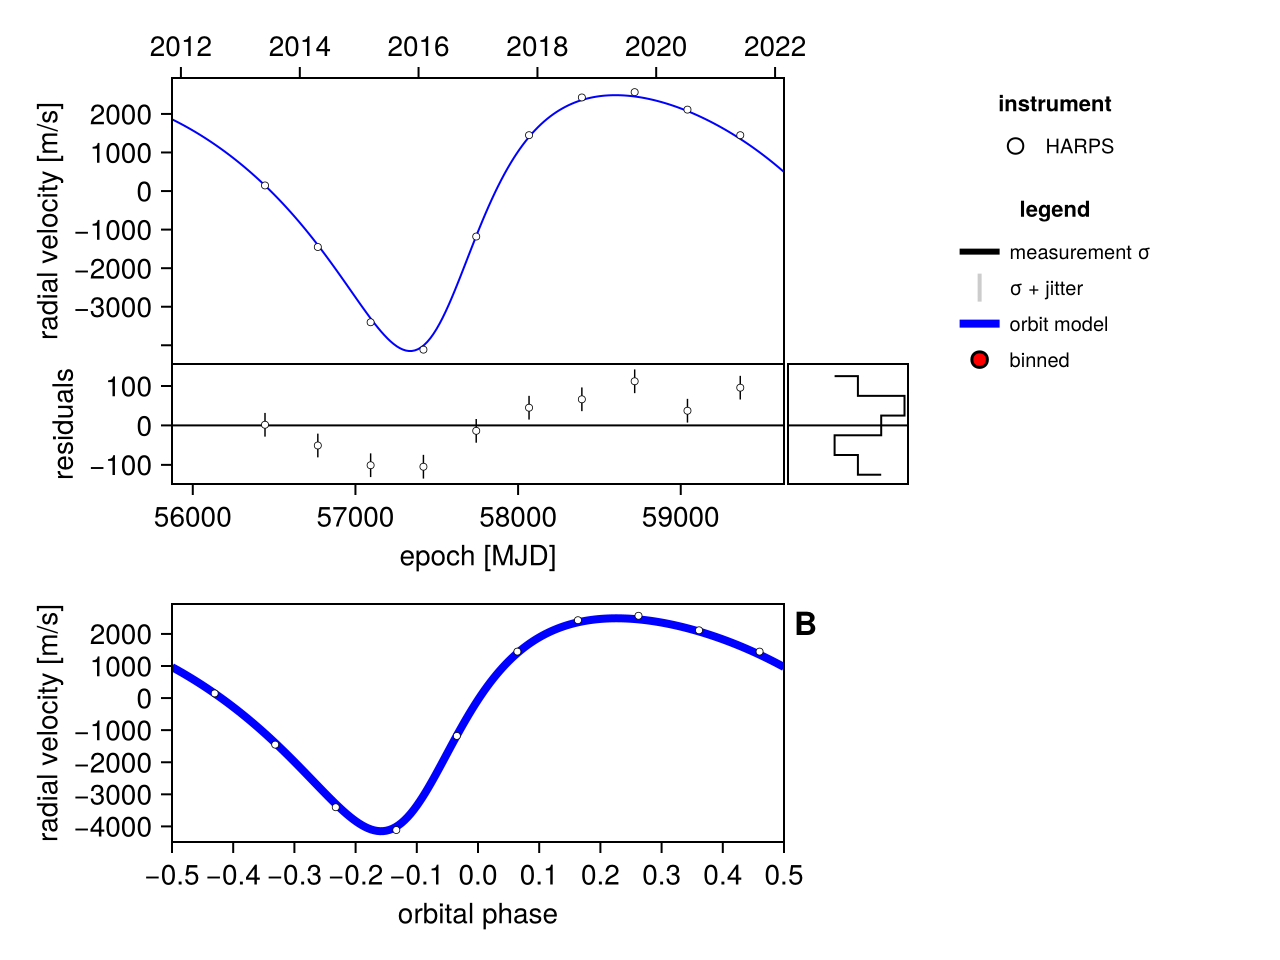 2012 2014 2016 2018 2020 2022
radial velocity [m/s]
2000
1000
0
−1000
−2000
−3000
residuals
100
0
−100
56000 57000 58000 59000
epoch [MJD]
instrument
HARPS
legend
measurement σ
σ + jitter
orbit model
binned
B
radial velocity [m/s]
2000
1000
0
−1000
−2000
−3000
−4000
−0.5 −0.4 −0.3 −0.2 −0.1 0.0 0.1 0.2 0.3 0.4 0.5
orbital phase